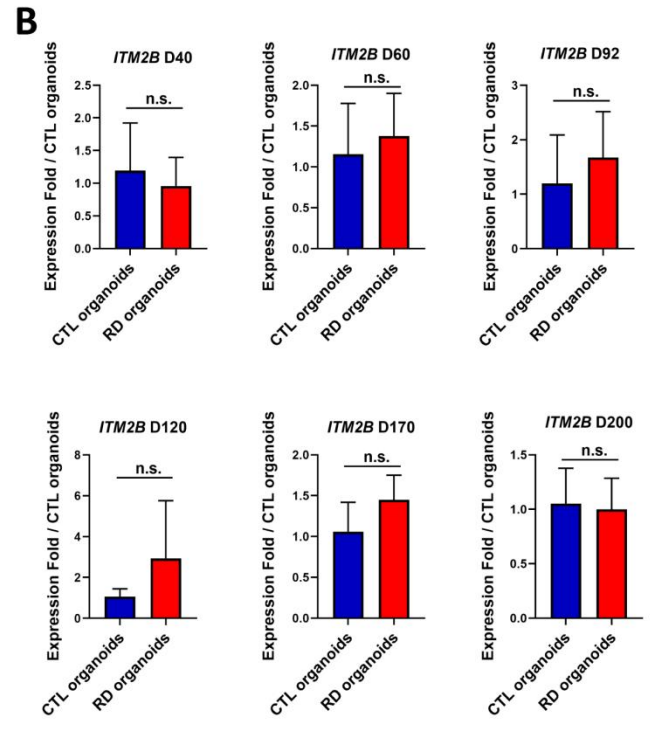 B
ITM2B D40
Expression Fold / CTL organoids
2.5
2.0
1.5
1.0
0.5
0.0
n.s.
CTL organoids
RD organoids
ITM2B D60
Expression Fold / CTL organoids
2.0
1.5
1.0
0.5
0.0
n.s.
CTL organoids
RD organoids
ITM2B D92
Expression Fold / CTL organoids
3
2
1
0
n.s.
CTL organoids
RD organoids
ITM2B D120
Expression Fold / CTL organoids
8
6
4
2
0
n.s.
CTL organoids
RD organoids
ITM2B D170
Expression Fold / CTL organoids
2.0
1.5
1.0
0.5
0.0
n.s.
CTL organoids
RD organoids
ITM2B D200
Expression Fold / CTL organoids
1.5
1.0
0.5
0.0
n.s.
CTL organoids
RD organoids